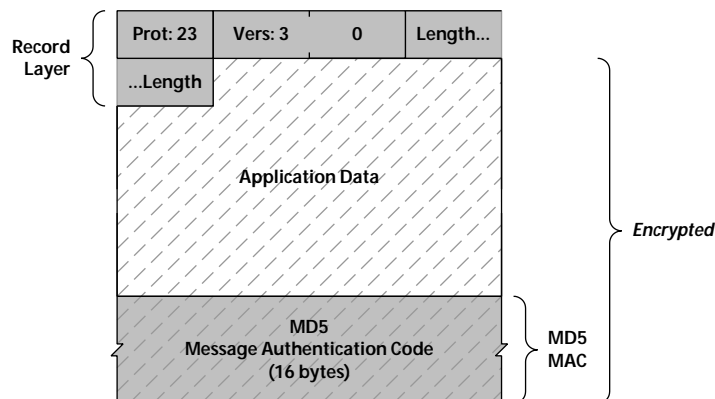 Record
Layer
Prot: 23
Vers: 3
0
Length...
...Length
Application Data
Encrypted
MD5
Message Authentication Code
(16 bytes)
MD5
MAC